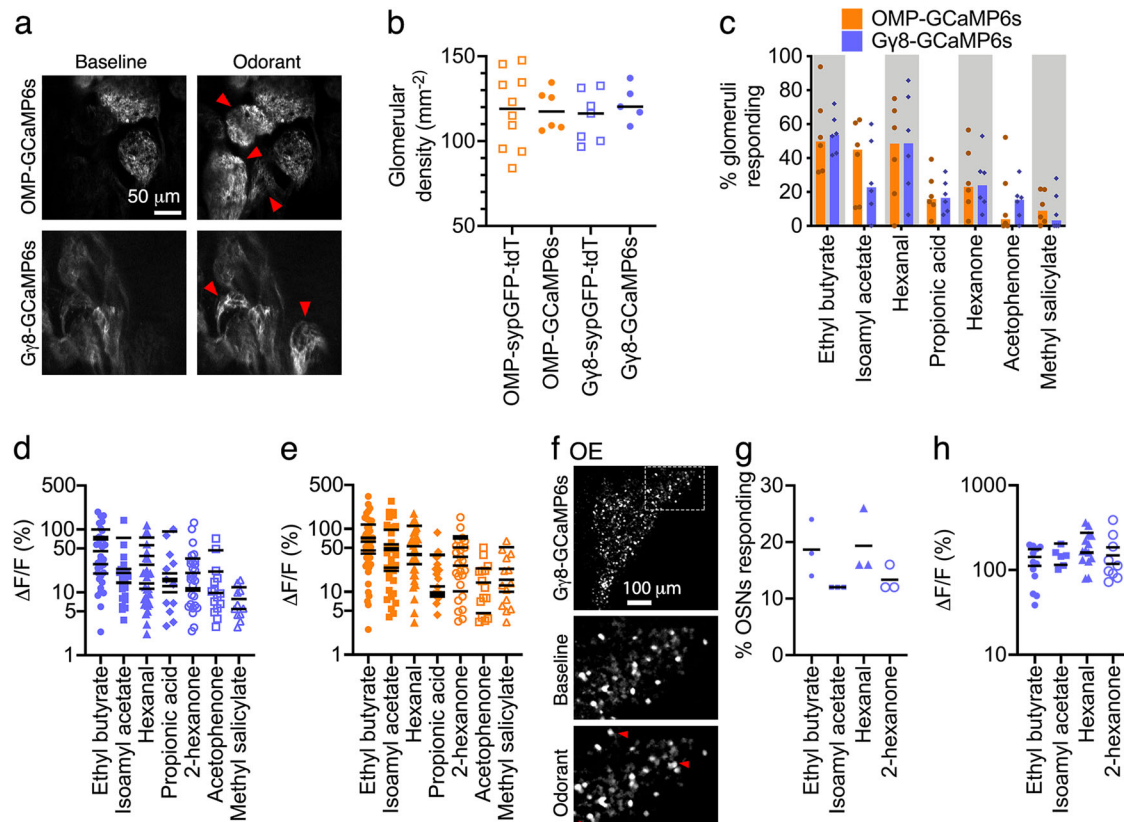 a
Baseline
Odorant
OMP-GCaMP6s
50 μm
Gγ8-GCaMP6s
b
Glomerular
density (mm-2)
150
100
50
OMP-sypGFP-tdT
OMP-GCaMP6s
Gγ8-sypGFP-tdT
Gγ8-GCaMP6s
c
OMP-GCaMP6s
Gγ8-GCaMP6s
% glomeruli
responding
100
80
60
40
20
0
Ethyl butyrate
Isoamyl acetate
Hexanal
Propionic acid
Hexanone
Acetophenone
Methyl salicylate
d
ΔF/F (%)
500
100
50
10
5
1
Ethyl butyrate
Isoamyl acetate
Hexanal
Propionic acid
2-hexanone
Acetophenone
Methyl salicylate
e
ΔF/F (%)
500
100
50
10
5
1
Ethyl butyrate
Isoamyl acetate
Hexanal
Propionic acid
2-hexanone
Acetophenone
Methyl salicylate
f OE
Gγ8-GCaMP6s
100 μm
Baseline
Odorant
g
% OSNs responding
30
20
10
0
Ethyl butyrate
Isoamyl acetate
Hexanal
2-hexanone
h
ΔF/F (%)
1000
100
10
Ethyl butyrate
Isoamyl acetate
Hexanal
2-hexanone